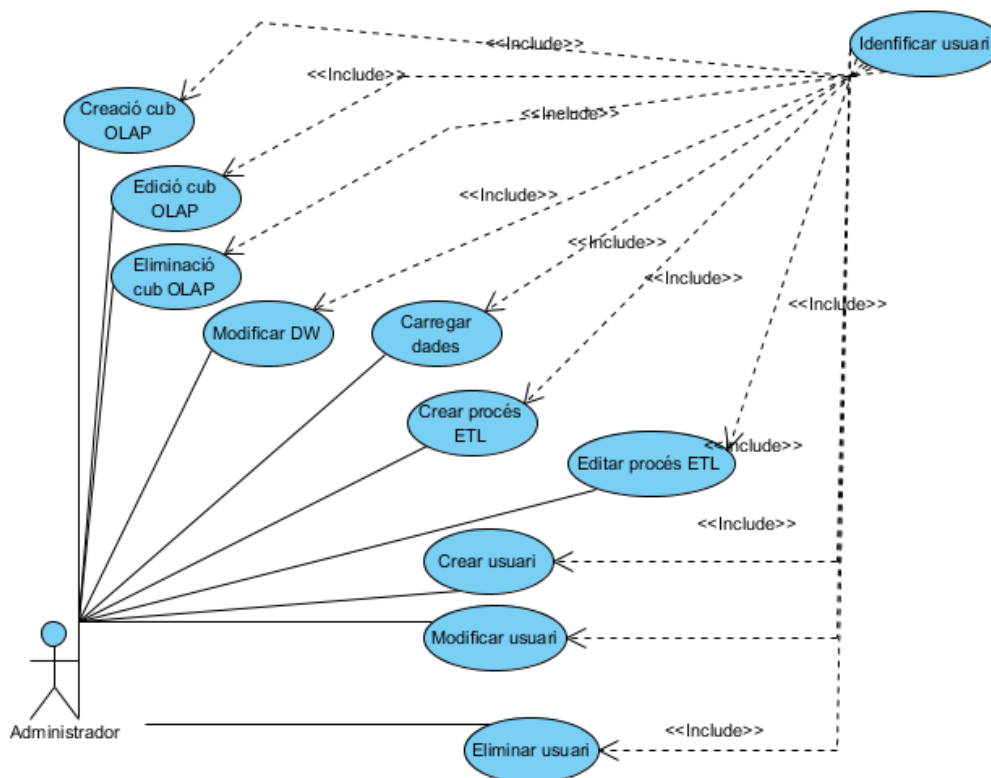 Idenfificar usuari
<<Include>>
<<Include>>
Creació cub
OLAP
<<Include>>
Edició cub
OLAP
<<Include>>
Eliminació
cub OLAP
<<Include>>
<<Include>>
<<Include>>
Modificar DW
Carregar
dades
Crear procés
ETL
<<Include>>
Editar procés ETL
<<Include>>
Crear usuari
Modificar usuari
Administrador
<<Include>>
Eliminar usuari